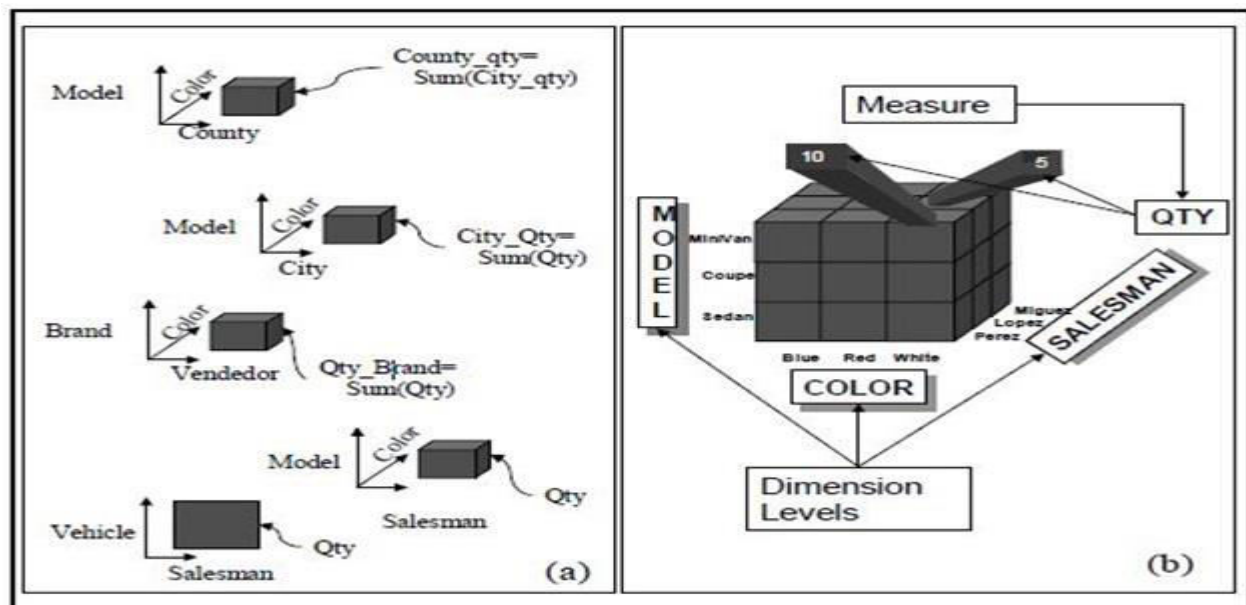 County_qty=
Sum(City_qty)
Model
Color
County
Model
Color
City
City_Qty=
Sum(Qty)
Brand
Color
Vendedor
Qty_Brand=
Sum(Qty)
Model
Color
Salesman
Qty
Vehicle
Salesman
Qty
(a)
Measure
10
5
QTY
MODEL
MiniVan
Coupe
Sedan
Miguez
Lopez
Perez
SALESMAN
Blue Red White
COLOR
Dimension
Levels
(b)